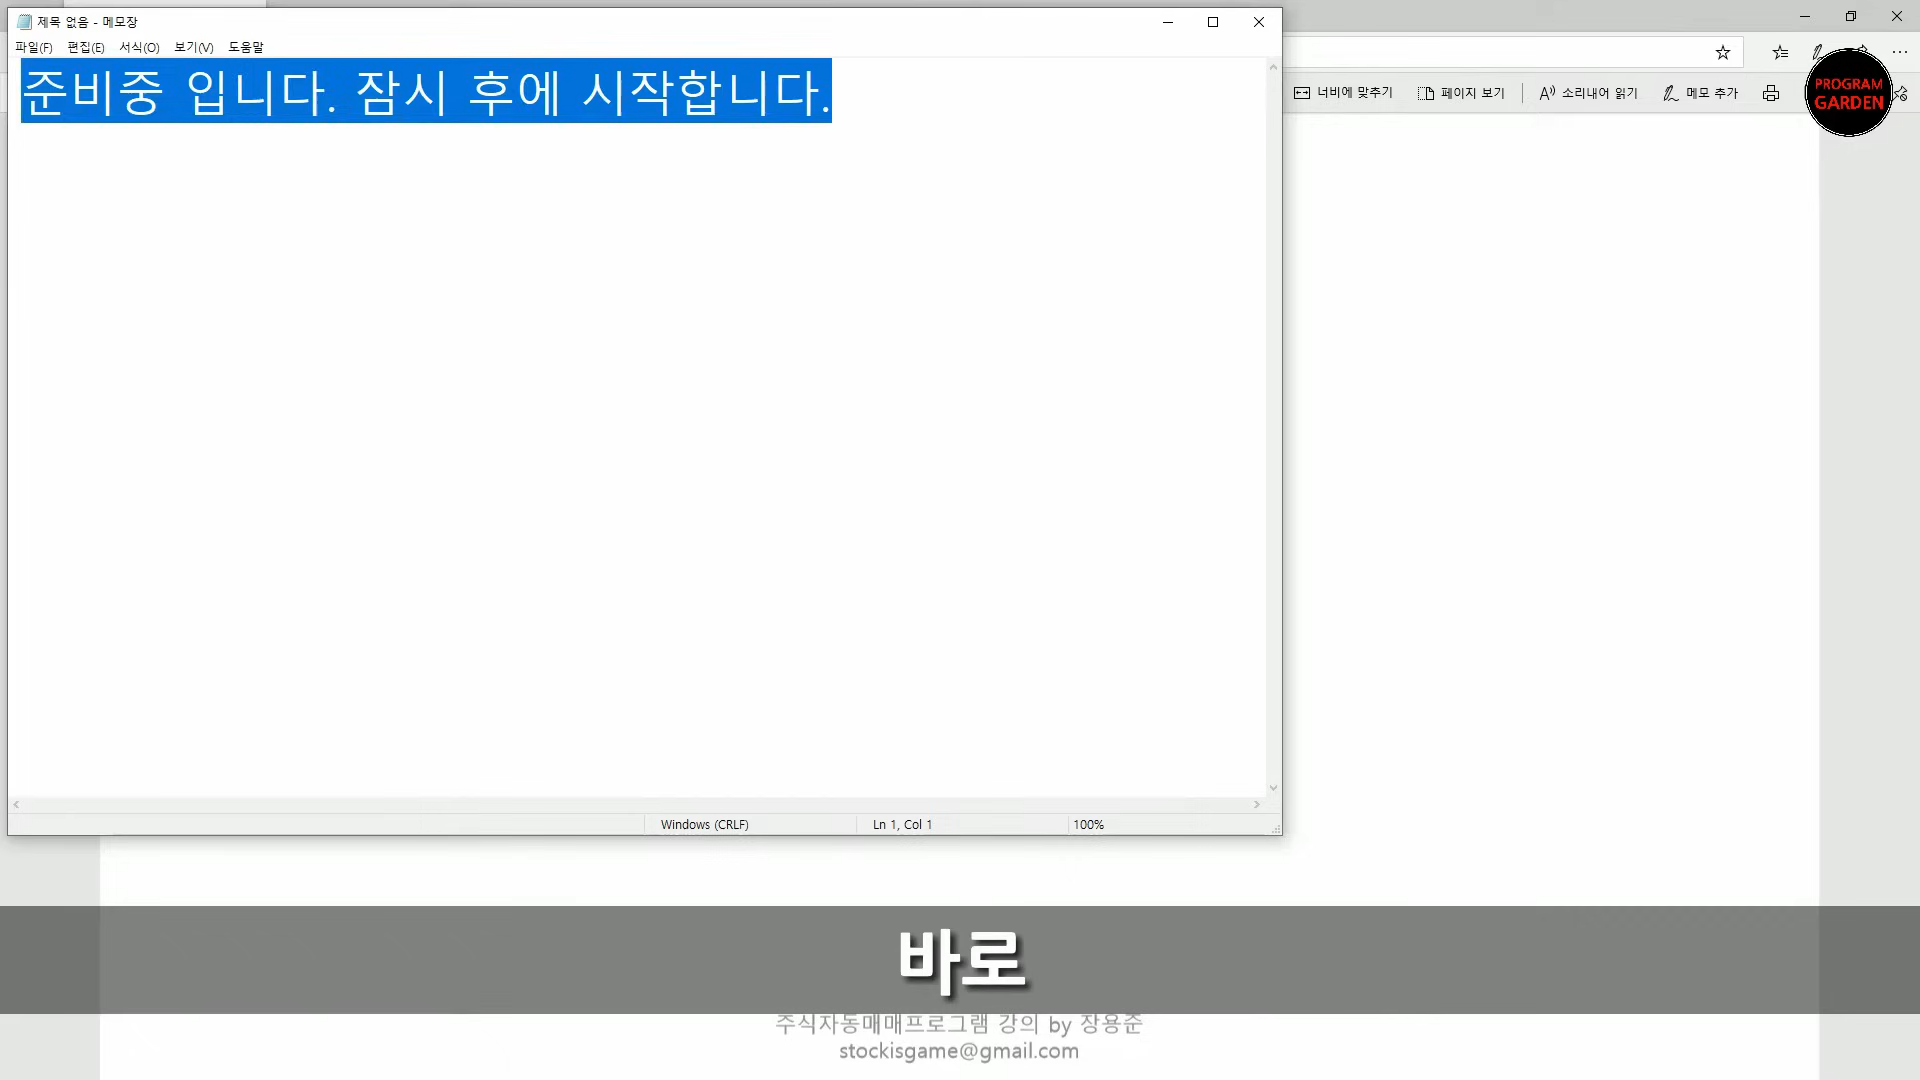 제목 없음 - 메모장
파일(F) 편집(E) 서식(O) 보기(V) 도움말
준비중 입니다. 잠시 후에 시작합니다.
너비에 맞추기 페이지 보기 소리내어 읽기 메모 추가
PROGRAM
GARDEN
Windows (CRLF) Ln 1, Col 1 100%
바로
주식자동매매프로그램 강의 by 장용준
stockisgame@gmail.com